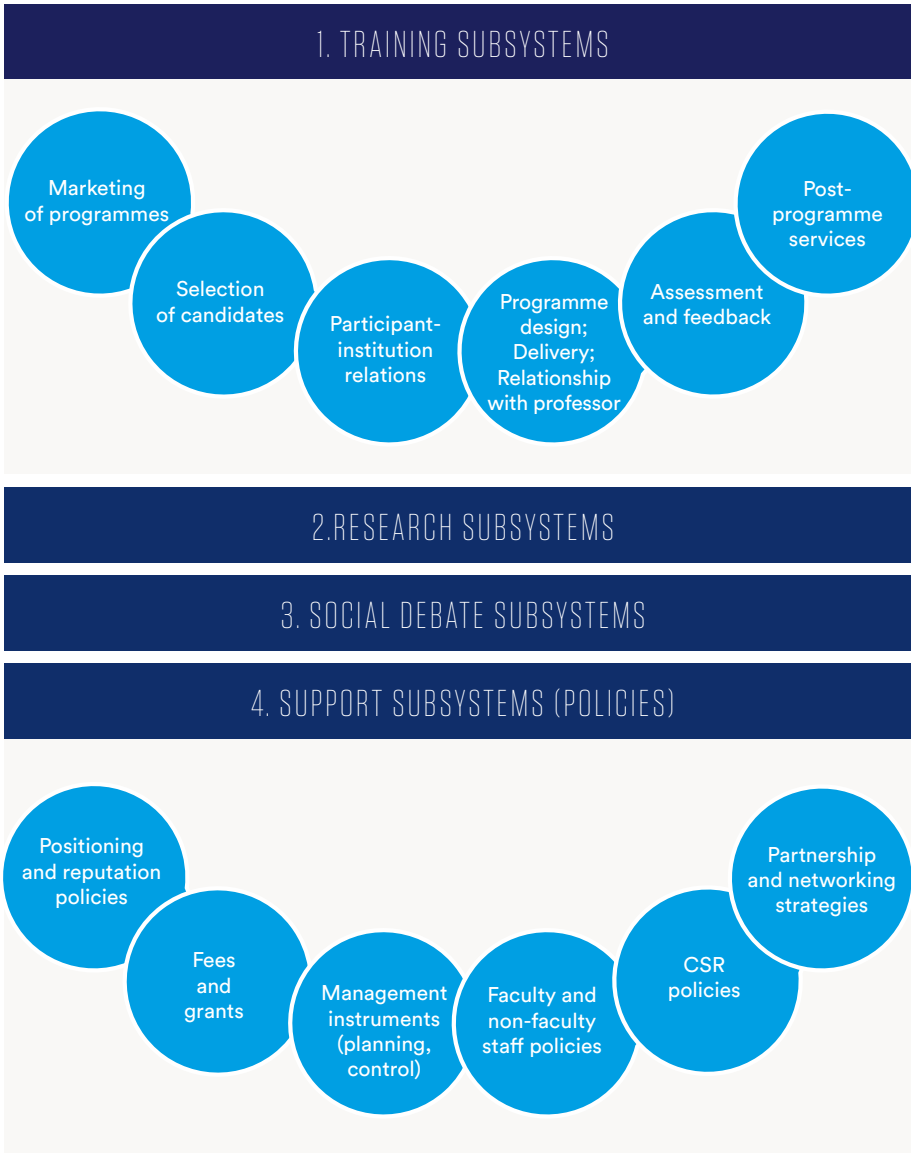 1. TRAINING SUBSYSTEMS
Marketing
of programmes
Selection
of candidates
Participant-
institution
relations
Programme
design;
Delivery;
Relationship
with professor
Assessment
and feedback
Post-
programme
services
2.RESEARCH SUBSYSTEMS
3. SOCIAL DEBATE SUBSYSTEMS
4. SUPPORT SUBSYSTEMS (POLICIES)
Positioning
and reputation
policies
Fees
and
grants
Management
instruments
(planning,
control)
Faculty and
non-faculty
staff policies
CSR
policies
Partnership
and networking
strategies